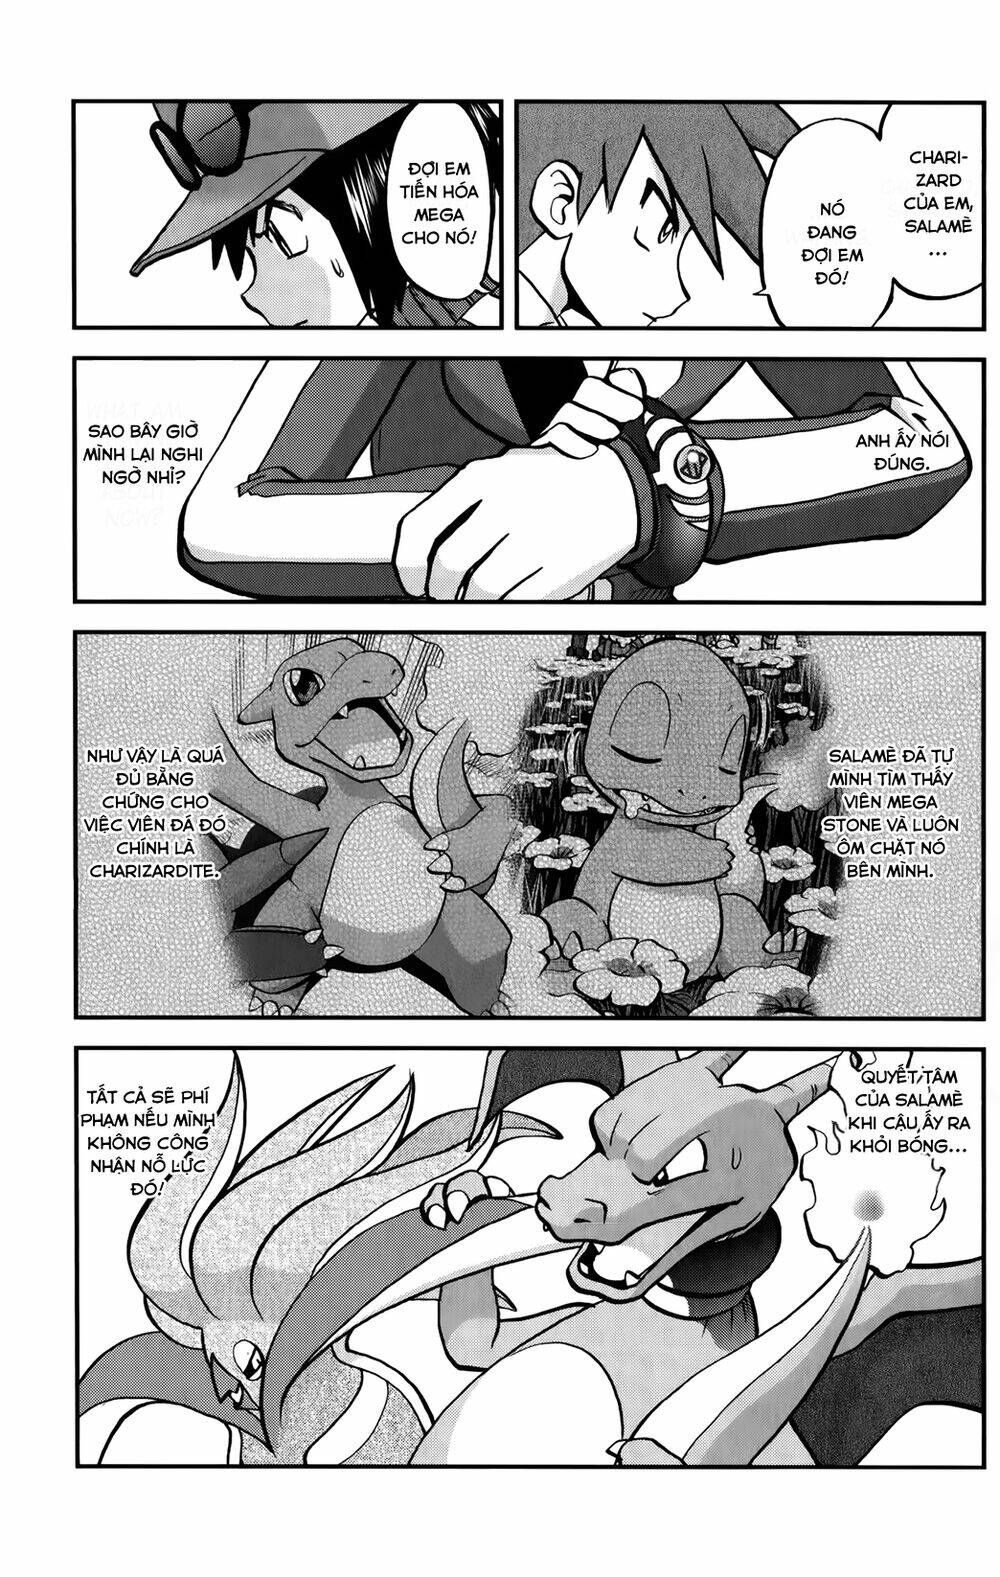 CHARI-
ZARD
CỦA EM,
SALAMÈ
...
NÓ
ĐANG
ĐỢI EM
ĐÓ!
ĐỢI EM
TIẾN HÓA
MEGA
CHO NÓ!
ANH ẤY NÓI
ĐÚNG.
SAO BÂY GIỜ
MÌNH LẠI NGHI
NGỜ NHỈ?
WHAT AM
ABOUT
NOW?
SALAMÈ ĐÃ TỰ
MÌNH TÌM THẤY
VIÊN MEGA
STONE VÀ LUÔN
ÔM CHẶT NÓ
BÊN MÌNH.
NHƯ VẬY LÀ QUÁ
ĐỦ BẰNG
CHỨNG CHO
VIỆC VIÊN ĐÁ ĐÓ
CHÍNH LÀ
CHARIZARDITE.
QUYẾT TÂM
CỦA SALAMÈ
KHI CẬU ẤY RA
KHỎI BÓNG...
TẤT CẢ SẼ PHÍ
PHẠM NẾU MÌNH
KHÔNG CÔNG
NHẬN NỖ LỰC
ĐÓ!